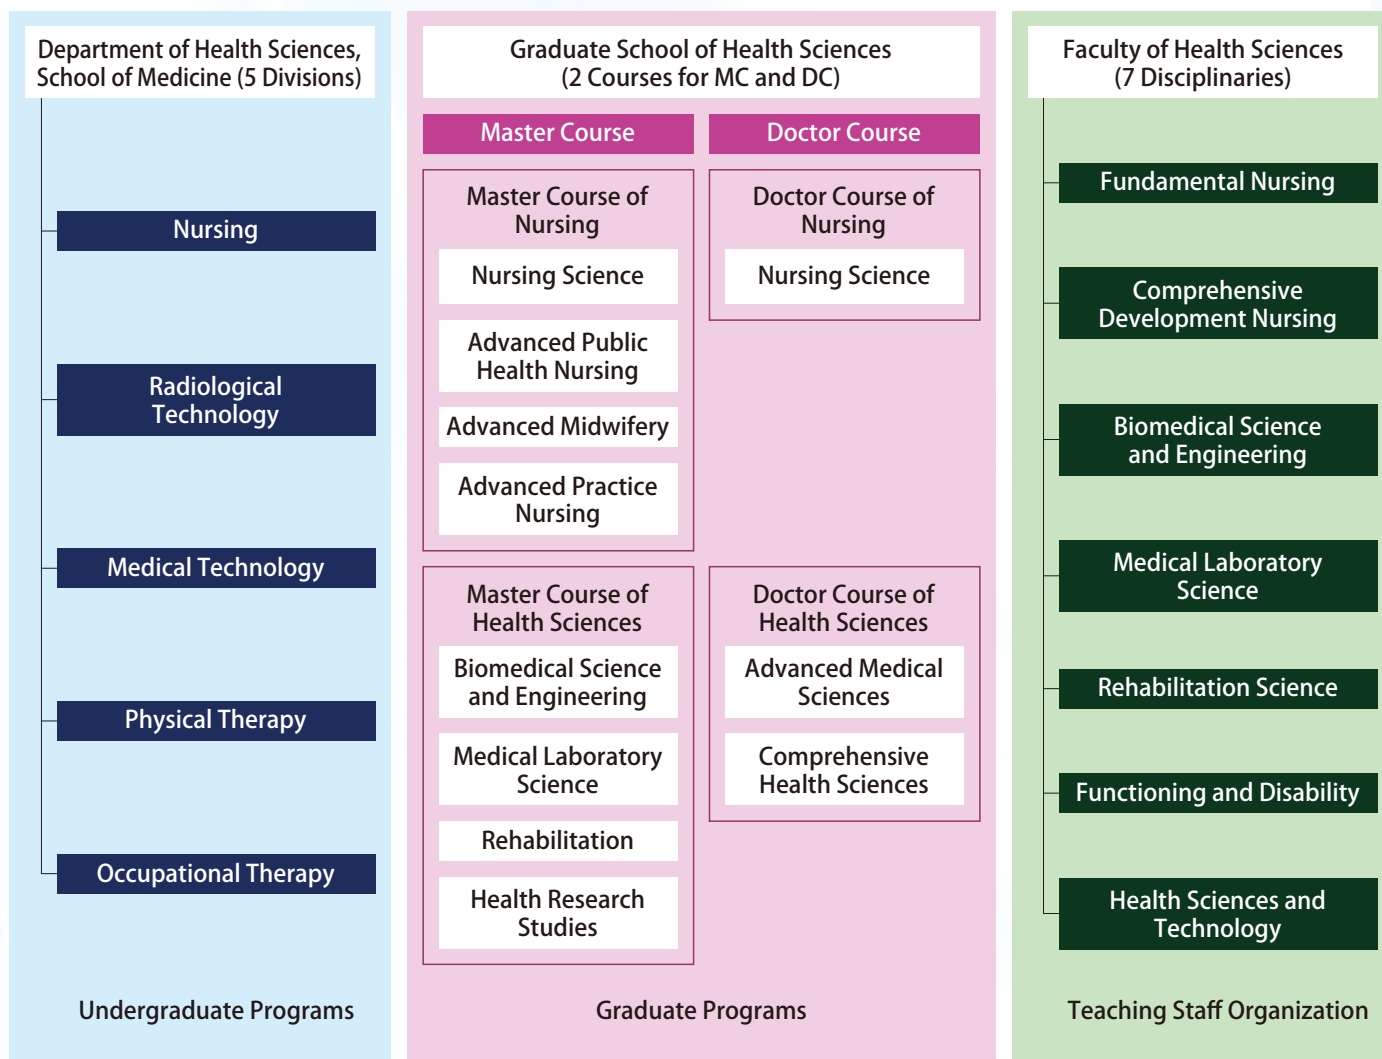 Department of Health Sciences,
School of Medicine (5 Divisions)
Nursing
Radiological
Technology
Medical Technology
Physical Therapy
Occupational Therapy
Undergraduate Programs
Graduate School of Health Sciences
(2 Courses for MC and DC)
Master Course
Master Course of
Nursing
Nursing Science
Advanced Public
Health Nursing
Advanced Midwifery
Advanced Practice
Nursing
Master Course of
Health Sciences
Biomedical Science
and Engineering
Medical Laboratory
Science
Rehabilitation
Health Research
Studies
Doctor Course
Doctor Course of
Nursing
Nursing Science
Doctor Course of
Health Sciences
Advanced Medical
Sciences
Comprehensive
Health Sciences
Graduate Programs
Faculty of Health Sciences
(7 Disciplinaries)
Fundamental Nursing
Comprehensive
Development Nursing
Biomedical Science
and Engineering
Medical Laboratory
Science
Rehabilitation Science
Functioning and Disability
Health Sciences and
Technology
Teaching Staff Organization